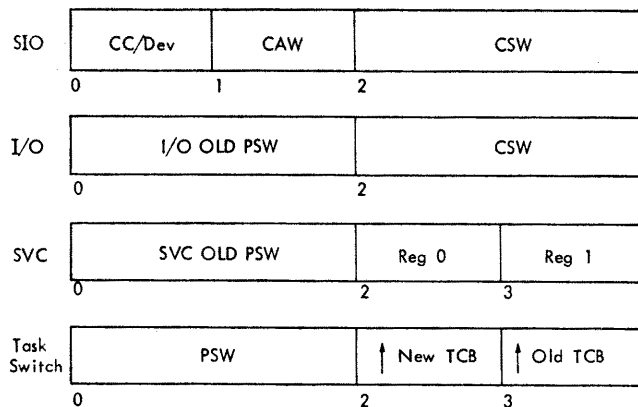 SIO CC/Dev CAW CSW
0 1 2
I/O I/O OLD PSW CSW
0 2
SVC SVC OLD PSW Reg 0 Reg 1
0 2 3
Task Switch PSW ↑ New TCB ↑ Old TCB
0 2 3